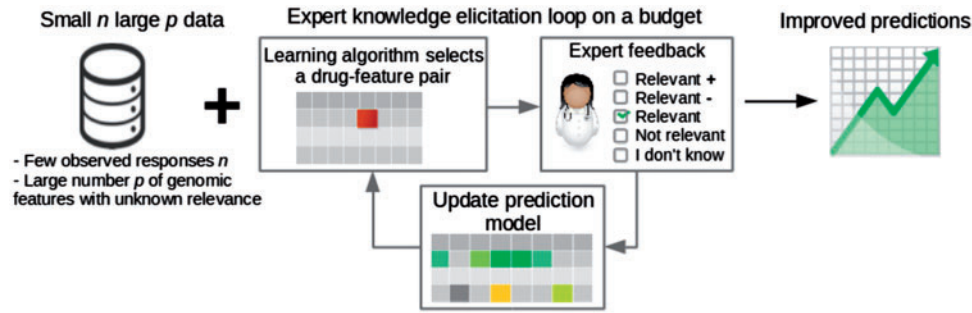 Small n large p data
- Few observed responses n
- Large number p of genomic
features with unknown relevance
Expert knowledge elicitation loop on a budget
Learning algorithm selects
a drug-feature pair
Expert feedback
Relevant +
Relevant -
Relevant
Not relevant
I don't know
Update prediction
model
Improved predictions